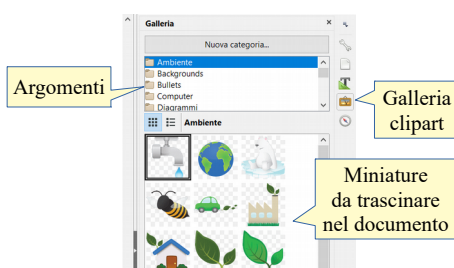 Galleria
Nuova categoria...
Ambiente
Backgrounds
Bullets
Computer
Diagrammi
Ambiente
Argomenti
Galleria
clipart
Miniature
da trascinare
nel documento